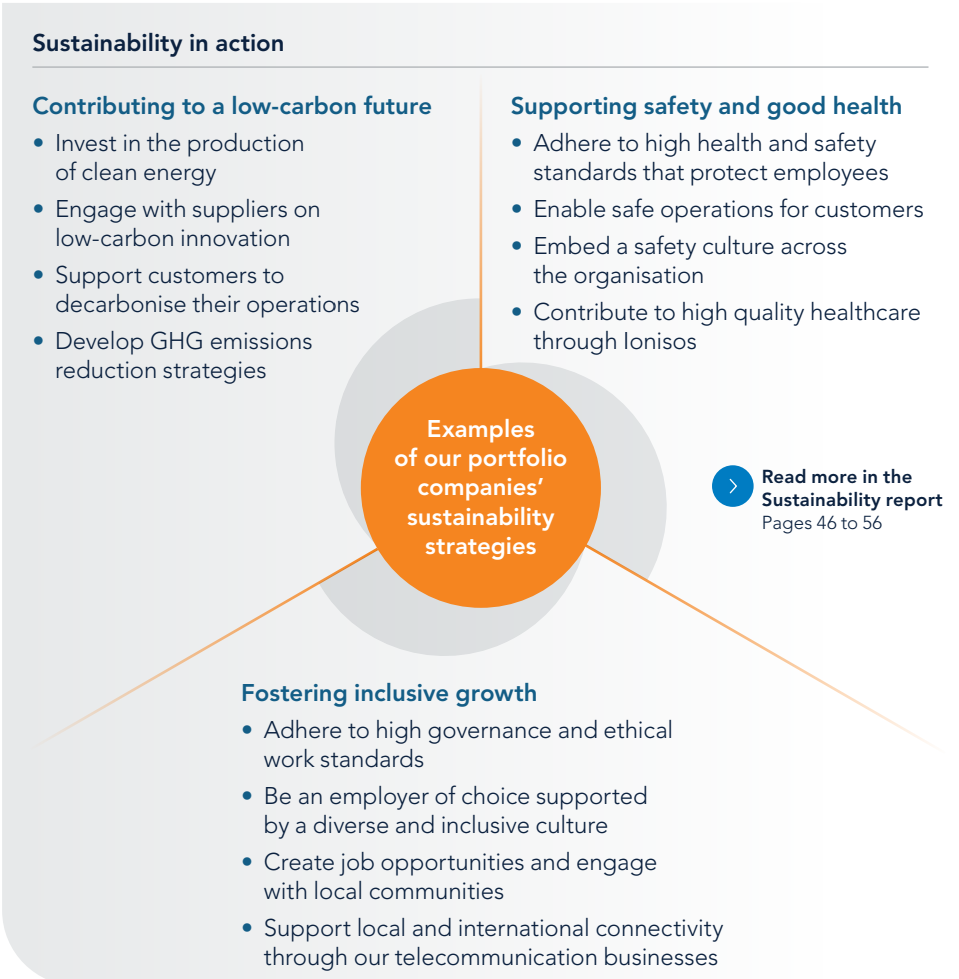 Sustainability in action
Contributing to a low-carbon future
• Invest in the production
of clean energy
• Engage with suppliers on
low-carbon innovation
• Support customers to
decarbonise their operations
• Develop GHG emissions
reduction strategies
Supporting safety and good health
• Adhere to high health and safety
standards that protect employees
• Enable safe operations for customers
• Embed a safety culture across
the organisation
• Contribute to high quality healthcare
through Ionisos
Examples
of our portfolio
companies’
sustainability
strategies
Read more in the
Sustainability report
Pages 46 to 56
Fostering inclusive growth
• Adhere to high governance and ethical
work standards
• Be an employer of choice supported
by a diverse and inclusive culture
• Create job opportunities and engage
with local communities
• Support local and international connectivity
through our telecommunication businesses